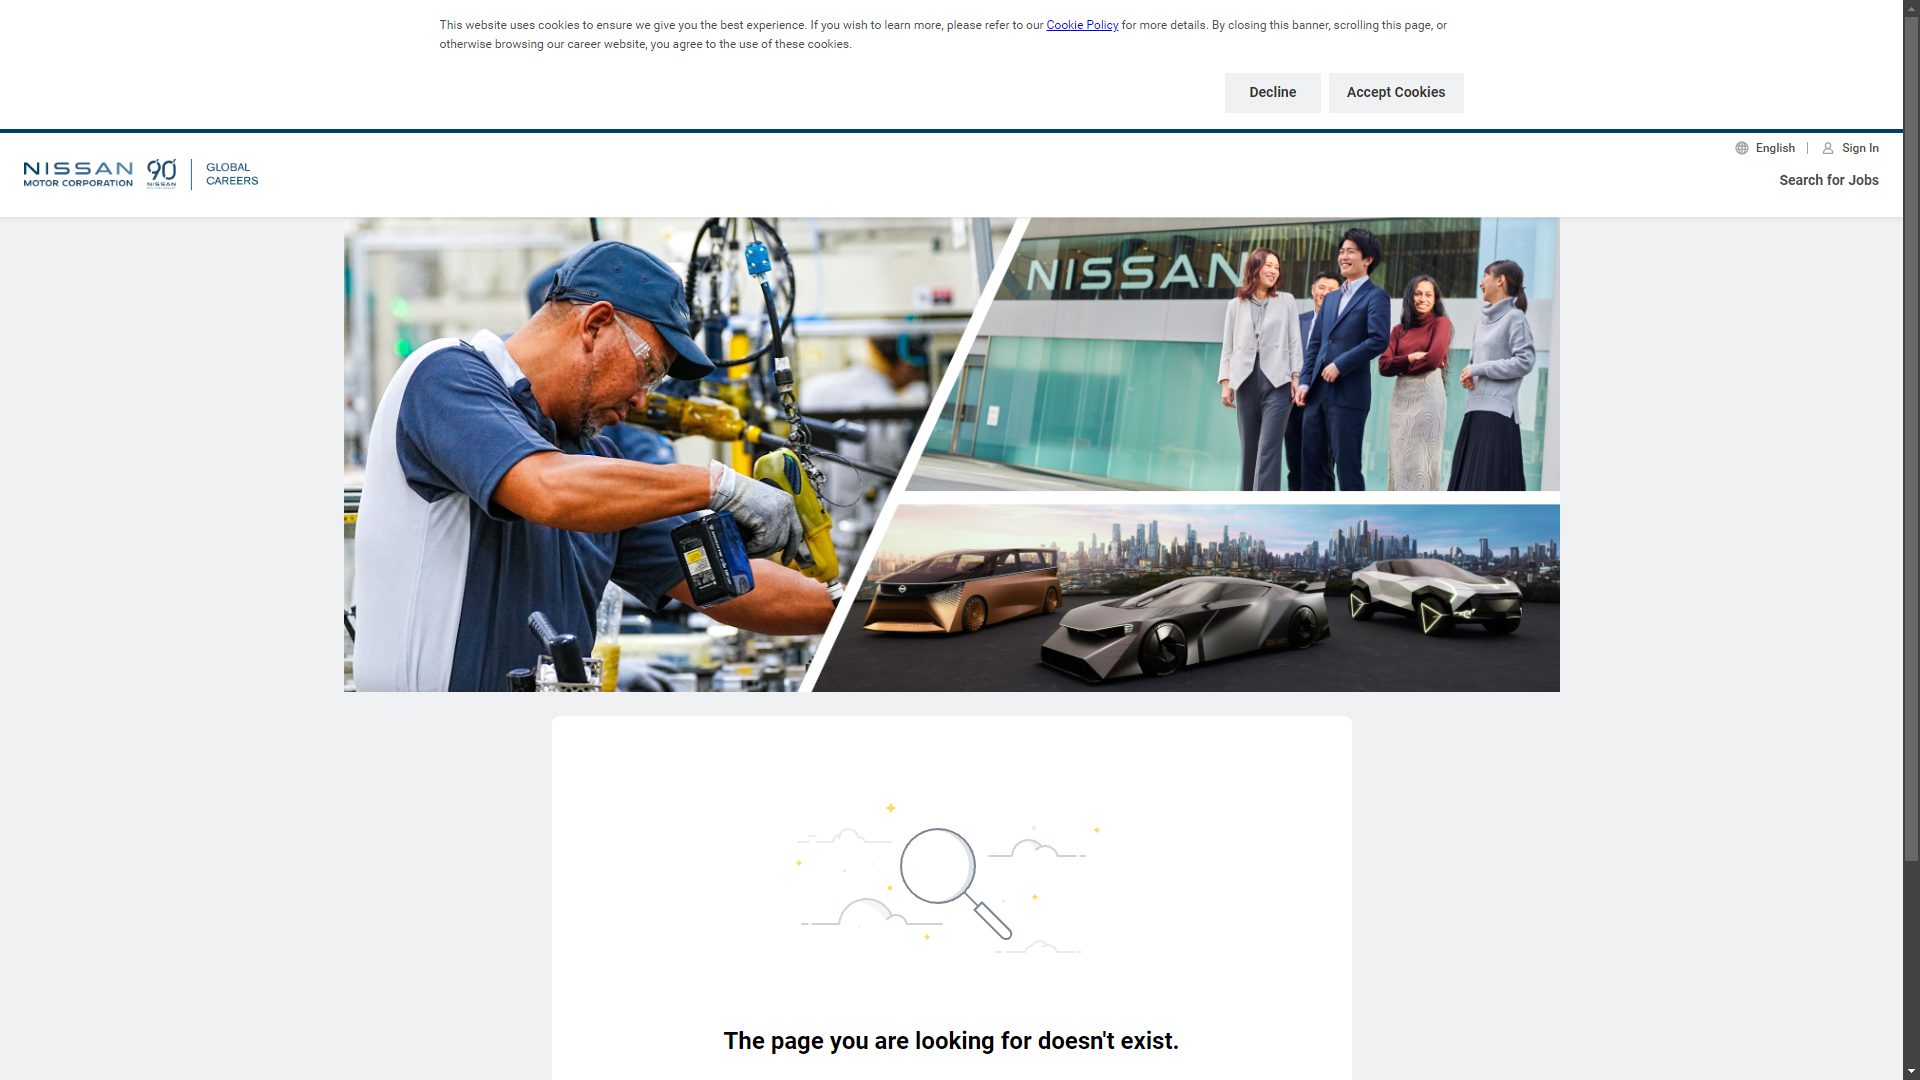 This website uses cookies to ensure we give you the best experience. If you wish to learn more, please refer to our Cookie Policy for more details. By closing this banner, scrolling this page, or
otherwise browsing our career website, you agree to the use of these cookies.
Decline
Accept Cookies
English
Sign In
NISSAN
MOTOR CORPORATION
90
NISSAN
GLOBAL
CAREERS
Search for Jobs
NISSAN
The page you are looking for doesn't exist.